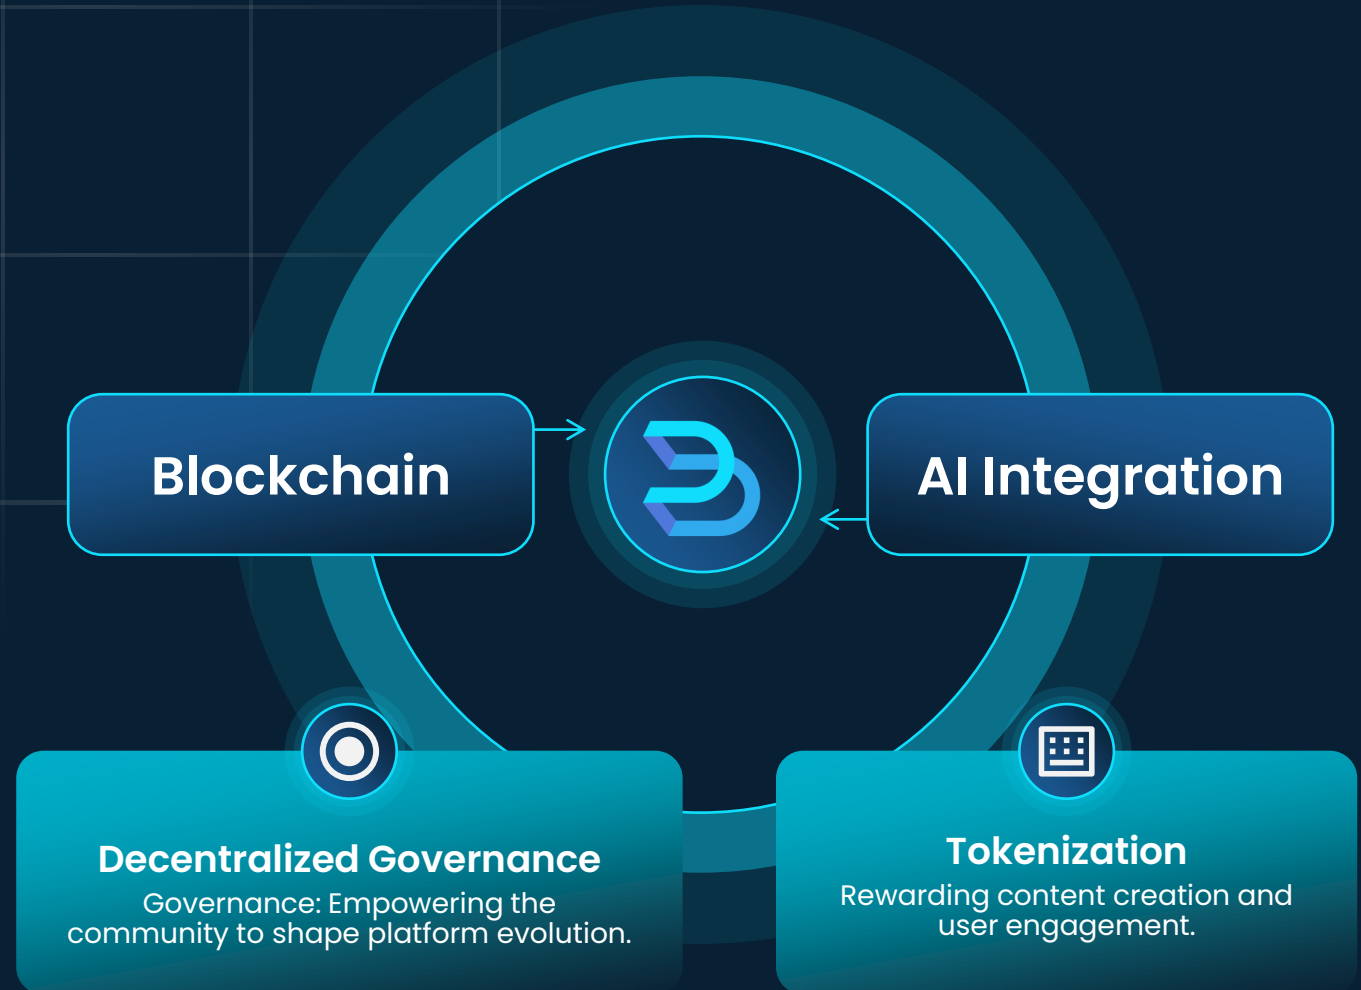 Blockchain
AI Integration
Decentralized Governance
Governance: Empowering the
community to shape platform evolution.
Tokenization
Rewarding content creation and
user engagement.